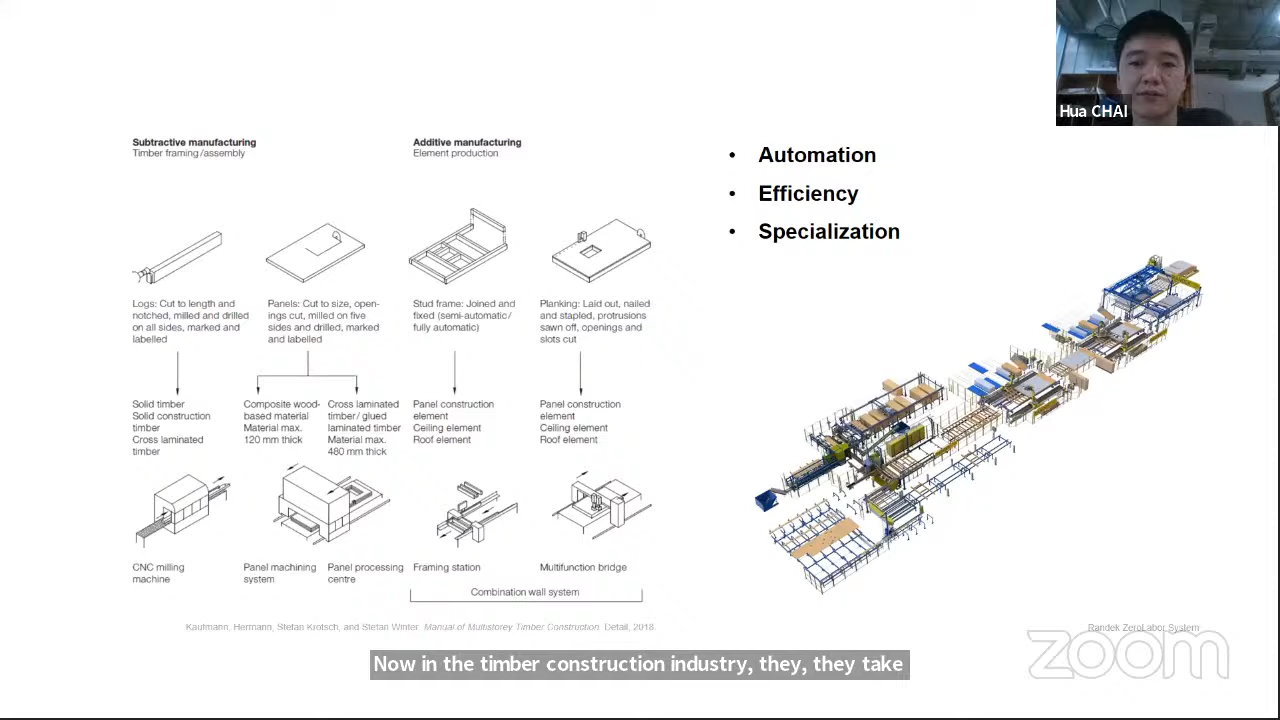 Hua CHAI
Subtractive manufacturing
Timber framing/assembly
Additive manufacturing
Element production
• Automation
• Efficiency
• Specialization
Logs: Cut to length and
notched, milled and drilled
on all sides, marked and
labelled
Panels: Cut to size, open-
ings cut, milled on five
sides and drilled, marked
and labelled
Stud frame: Joined and
fixed (semi-automatic/
fully automatic)
Planking: Laid out, nailed
and stapled, protrusions
sawn off, openings and
slots cut
Solid timber
Solid construction
timber
Cross laminated
timber
Composite wood-
based material
Material max.
120 mm thick
Cross laminated
timber/glued
laminated timber
Material max.
480 mm thick
Panel construction
element
Ceiling element
Roof element
Panel construction
element
Ceiling element
Roof element
CNC milling
machine
Panel machining
system
Panel processing
centre
Framing station
Multifunction bridge
Combination wall system
Kaufmann, Hermann, Stefan Krotsch, and Stefan Winter. Manual of Multistorey Timber Construction. Detail, 2018.
Randek ZeroLabor System
zoom
Now in the timber construction industry, they, they take